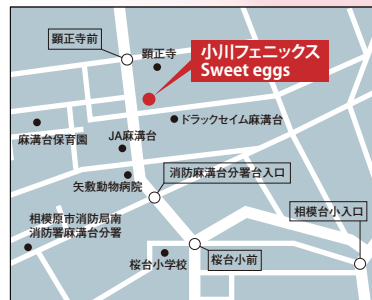 顕正寺前
顕正寺
小川フェニックス
Sweet eggs
ドラックセイム麻溝台
麻溝台保育園
JA麻溝台
消防麻溝台分署台入口
矢敷動物病院
相模台小入口
相模原市消防局南
消防署麻溝台分署
桜台小学校
桜台小前